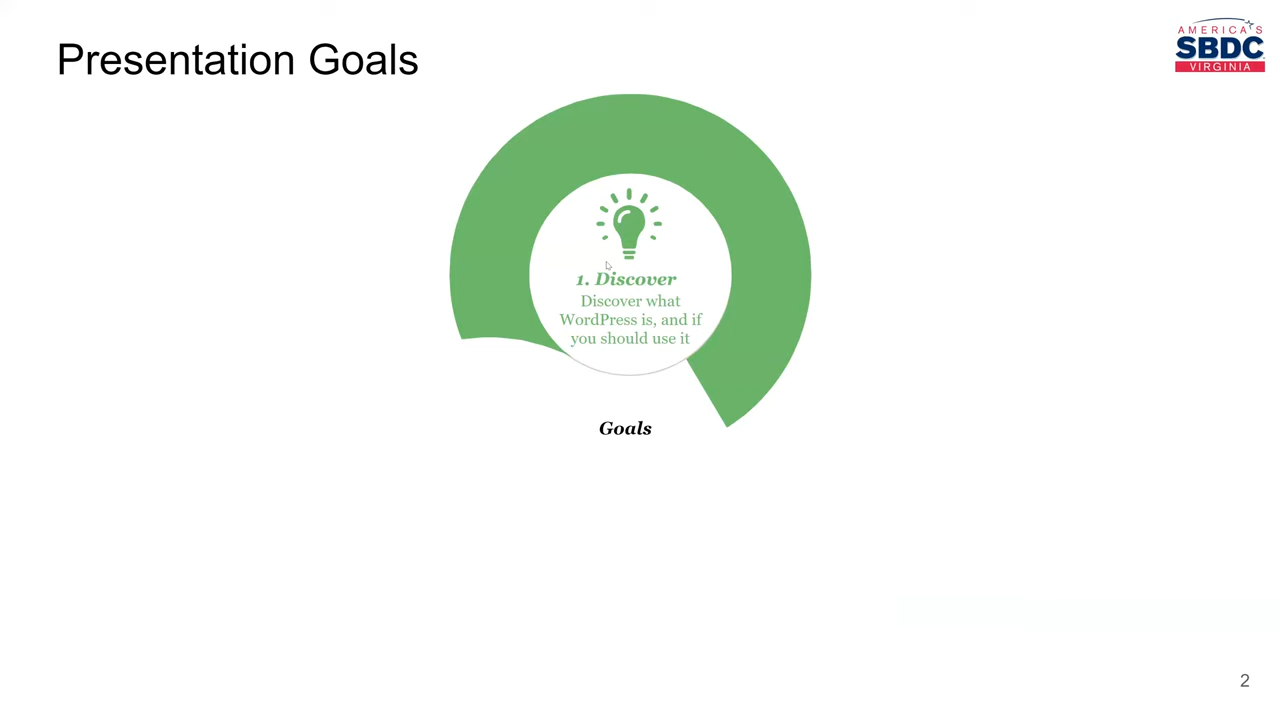 Presentation Goals
AMERICA'S
SBDC
VIRGINIA
1. Discover
Discover what
WordPress is, and if
you should use it
Goals
2